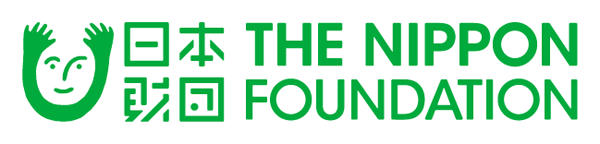 日本
財団
THE NIPPON
FOUNDATION